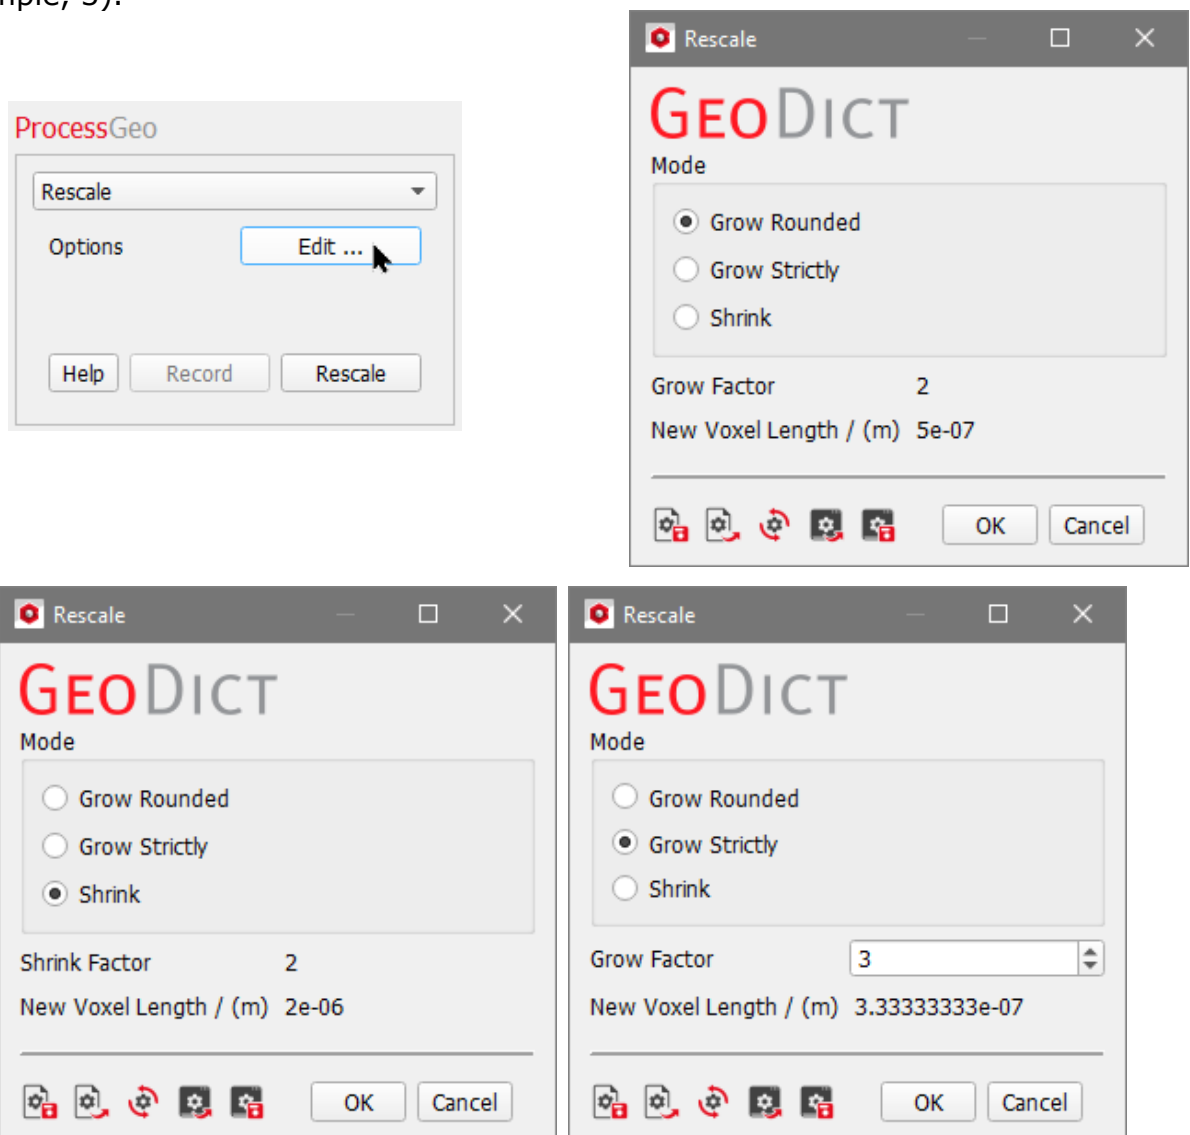 mple, 3).
ProcessGeo
Rescale
Options
Edit ...
Help
Record
Rescale
Rescale
GEODICT
Mode
Grow Rounded
Grow Strictly
Shrink
Grow Factor 2
New Voxel Length / (m) 5e-07
OK
Cancel
Rescale
GEODICT
Mode
Grow Rounded
Grow Strictly
Shrink
Shrink Factor 2
New Voxel Length / (m) 2e-06
OK
Cancel
Rescale
GEODICT
Mode
Grow Rounded
Grow Strictly
Shrink
Grow Factor 3
New Voxel Length / (m) 3.33333333e-07
OK
Cancel